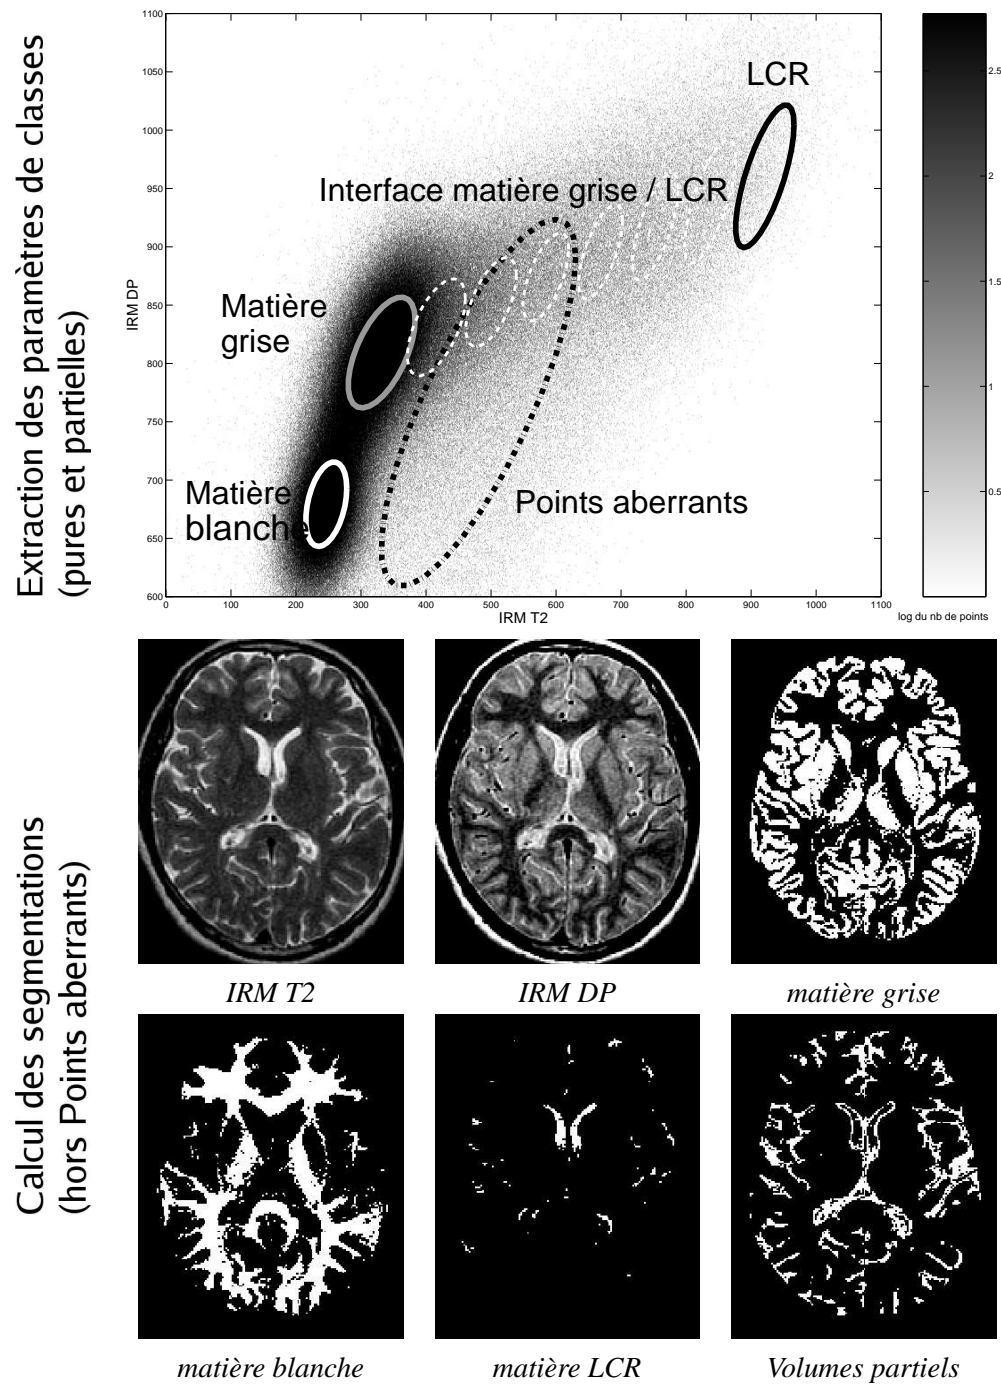 Extraction des paramètres de classes
(pures et partielles)
1100
1050
1000
950
900
850
800
750
700
650
600
IRM DP
LCR
Interface matière grise / LCR
Matière
grise
Matière
blanche
Points aberrants
0
100
200
300
400
500
600
700
800
900
1000
1100
IRM T2
2.5
2
1.5
1
0.5
log du nb de points
Calcul des segmentations
(hors Points aberrants)
IRM T2
IRM DP
matière grise
matière blanche
matière LCR
Volumes partiels